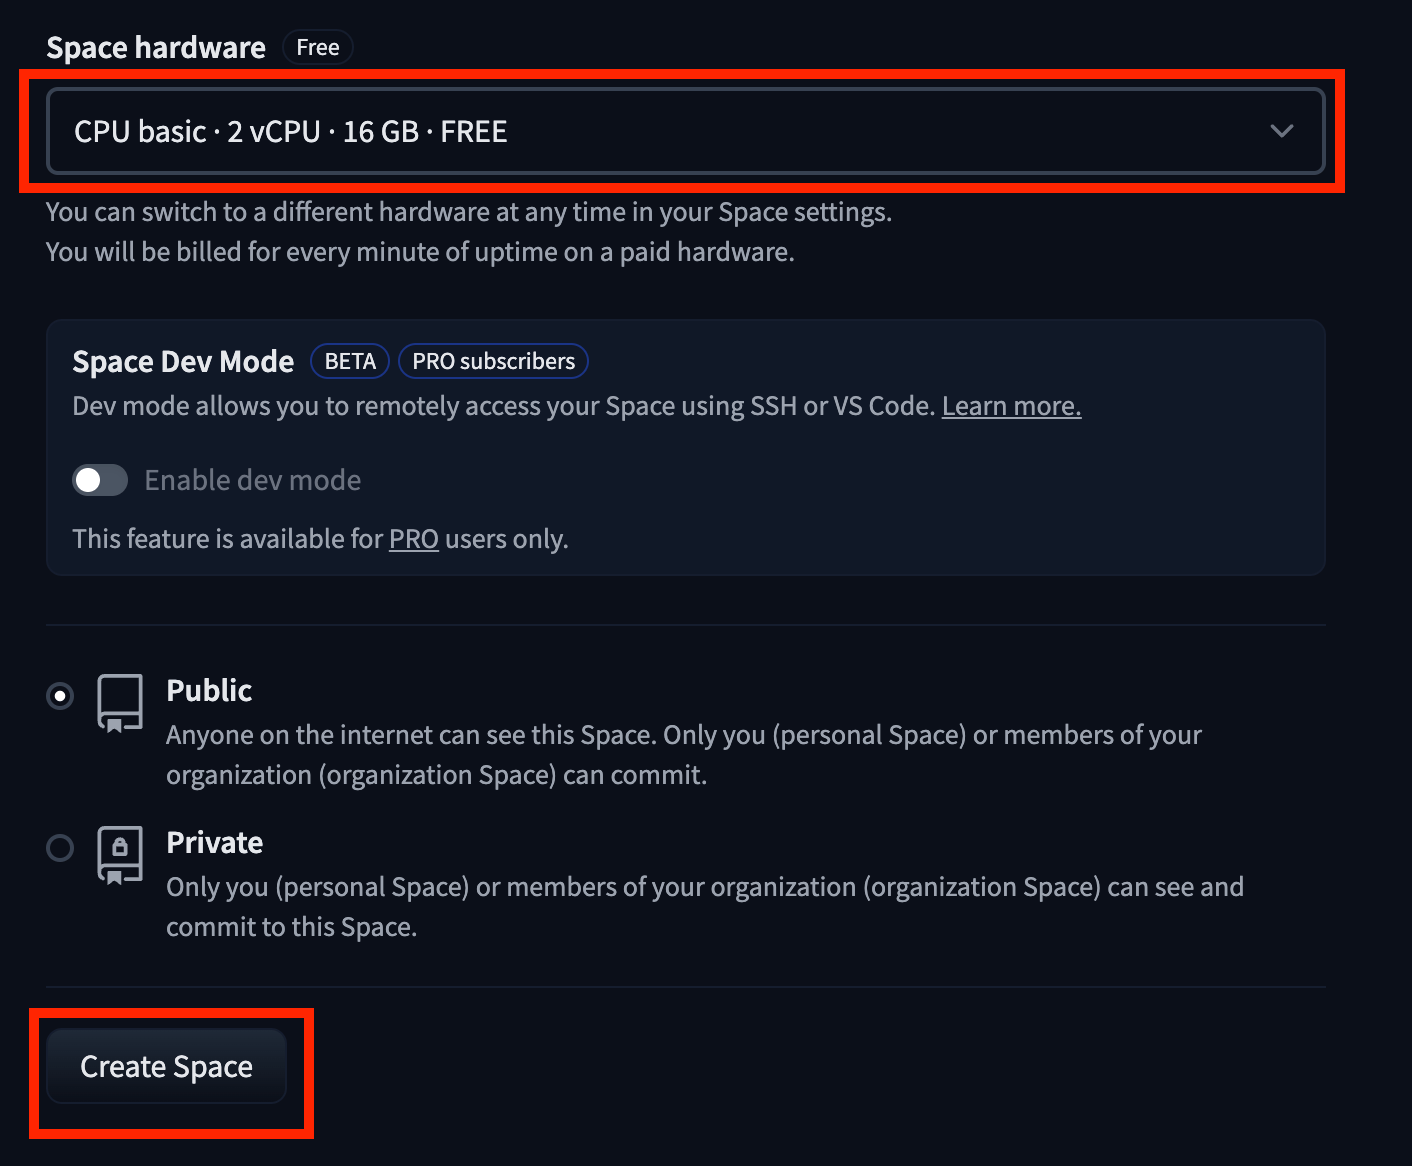 Space hardware Free
CPU basic · 2 vCPU · 16 GB · FREE
You can switch to a different hardware at any time in your Space settings.
You will be billed for every minute of uptime on a paid hardware.
Space Dev Mode BETA PRO subscribers
Dev mode allows you to remotely access your Space using SSH or VS Code. Learn more.
Enable dev mode
This feature is available for PRO users only.
Public
Anyone on the internet can see this Space. Only you (personal Space) or members of your
organization (organization Space) can commit.
Private
Only you (personal Space) or members of your organization (organization Space) can see and
commit to this Space.
Create Space